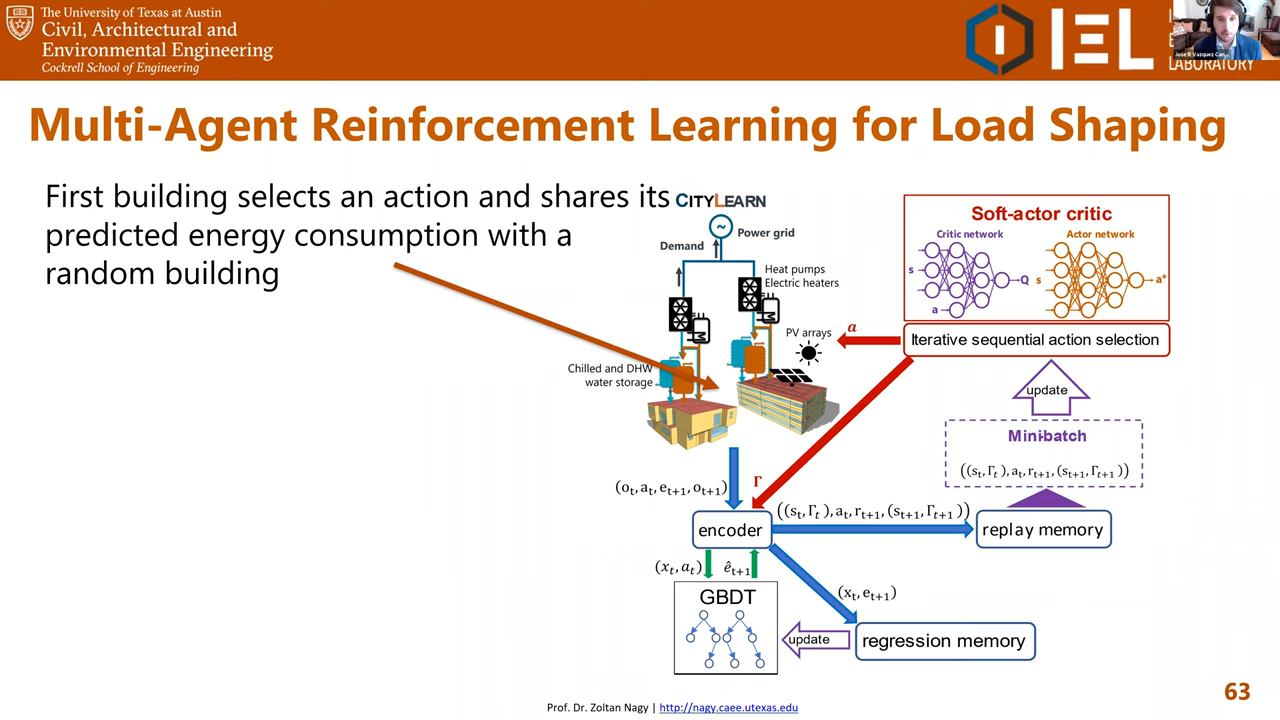 The University of Texas at Austin
Civil, Architectural and
Environmental Engineering
Cockrell School of Engineering
IEL
LABORATORY
Jose R Vazquez Can...
Multi-Agent Reinforcement Learning for Load Shaping
First building selects an action and shares its
predicted energy consumption with a
random building
CITYLEARN
~
Power grid
Demand
Heat pumps
Electric heaters
PV arrays
Chilled and DHW
water storage
Soft-actor critic
Critic network
Actor network
s
a
Q
s
a*
Iterative sequential action selection
a
update
Mini-batch
((s_t, Γ_t), a_t, r_{t+1}, (s_{t+1}, Γ_{t+1}))
(o_t, a_t, e_{t+1}, o_{t+1})
Γ
((s_t, Γ_t), a_t, r_{t+1}, (s_{t+1}, Γ_{t+1}))
encoder
replay memory
(x_t, a_t)
ê_{t+1}
(x_t, e_{t+1})
GBDT
update
regression memory
63
Prof. Dr. Zoltan Nagy | http://nagy.caee.utexas.edu